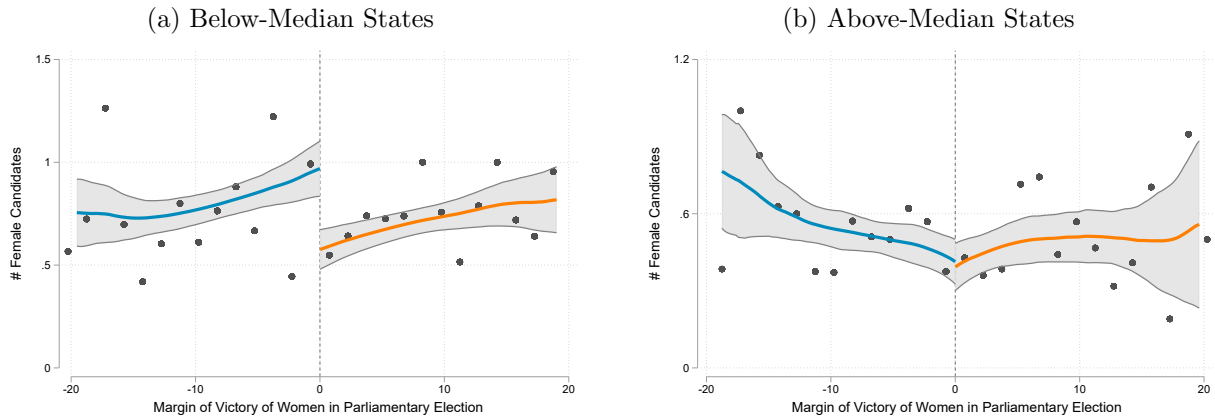 (a) Below-Median States
1.5
1
.5
0
# Female Candidates
-20 -10 0 10 20
Margin of Victory of Women in Parliamentary Election
(b) Above-Median States
1.2
.6
0
# Female Candidates
-20 -10 0 10 20
Margin of Victory of Women in Parliamentary Election